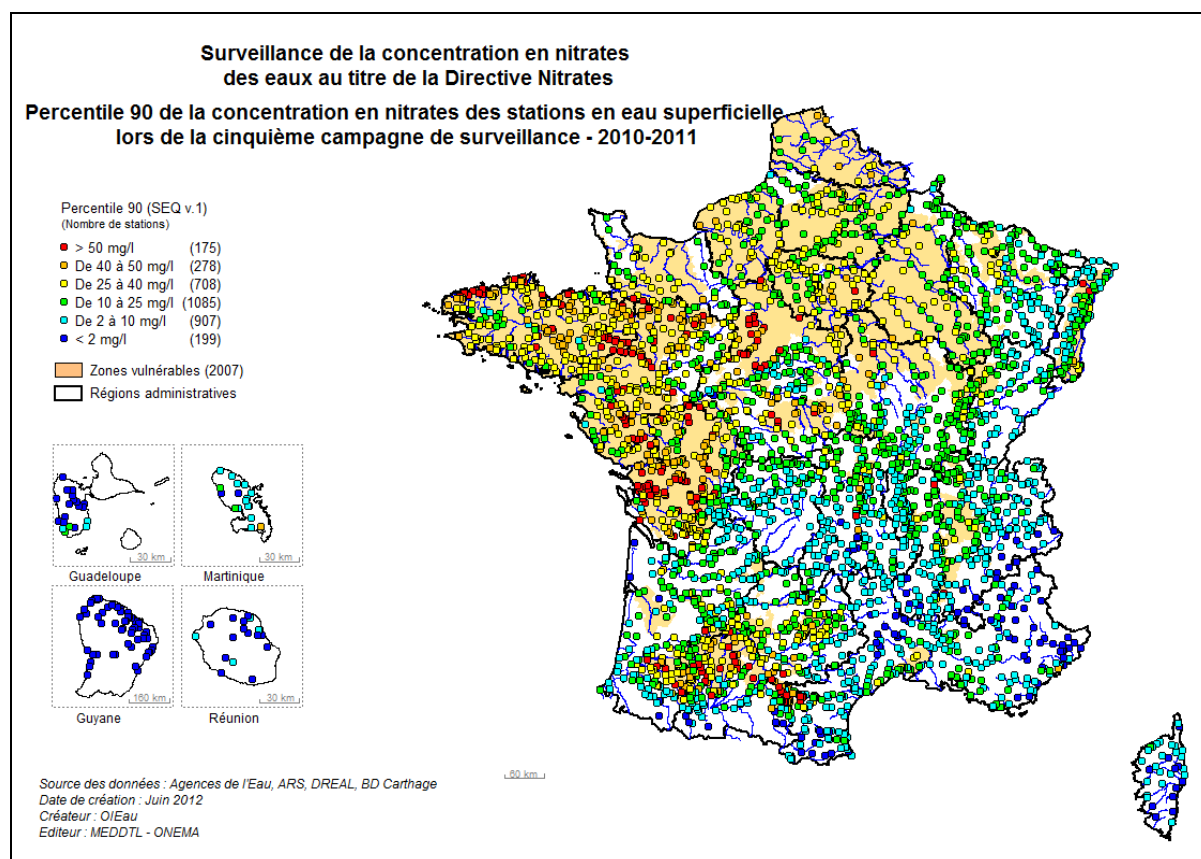 Surveillance de la concentration en nitrates
des eaux au titre de la Directive Nitrates
Percentile 90 de la concentration en nitrates des stations en eau superficielle
lors de la cinquième campagne de surveillance - 2010-2011
Percentile 90 (SEQ v.1)
(Nombre de stations)
> 50 mg/l (175)
De 40 à 50 mg/l (278)
De 25 à 40 mg/l (708)
De 10 à 25 mg/l (1085)
De 2 à 10 mg/l (907)
< 2 mg/l (199)
Zones vulnérables (2007)
Régions administratives
30 km
Guadeloupe
30 km
Martinique
160 km
Guyane
30 km
Réunion
60 km
Source des données : Agences de l'Eau, ARS, DREAL, BD Carthage
Date de création : Juin 2012
Créateur : OIEau
Editeur : MEDDTL - ONEMA